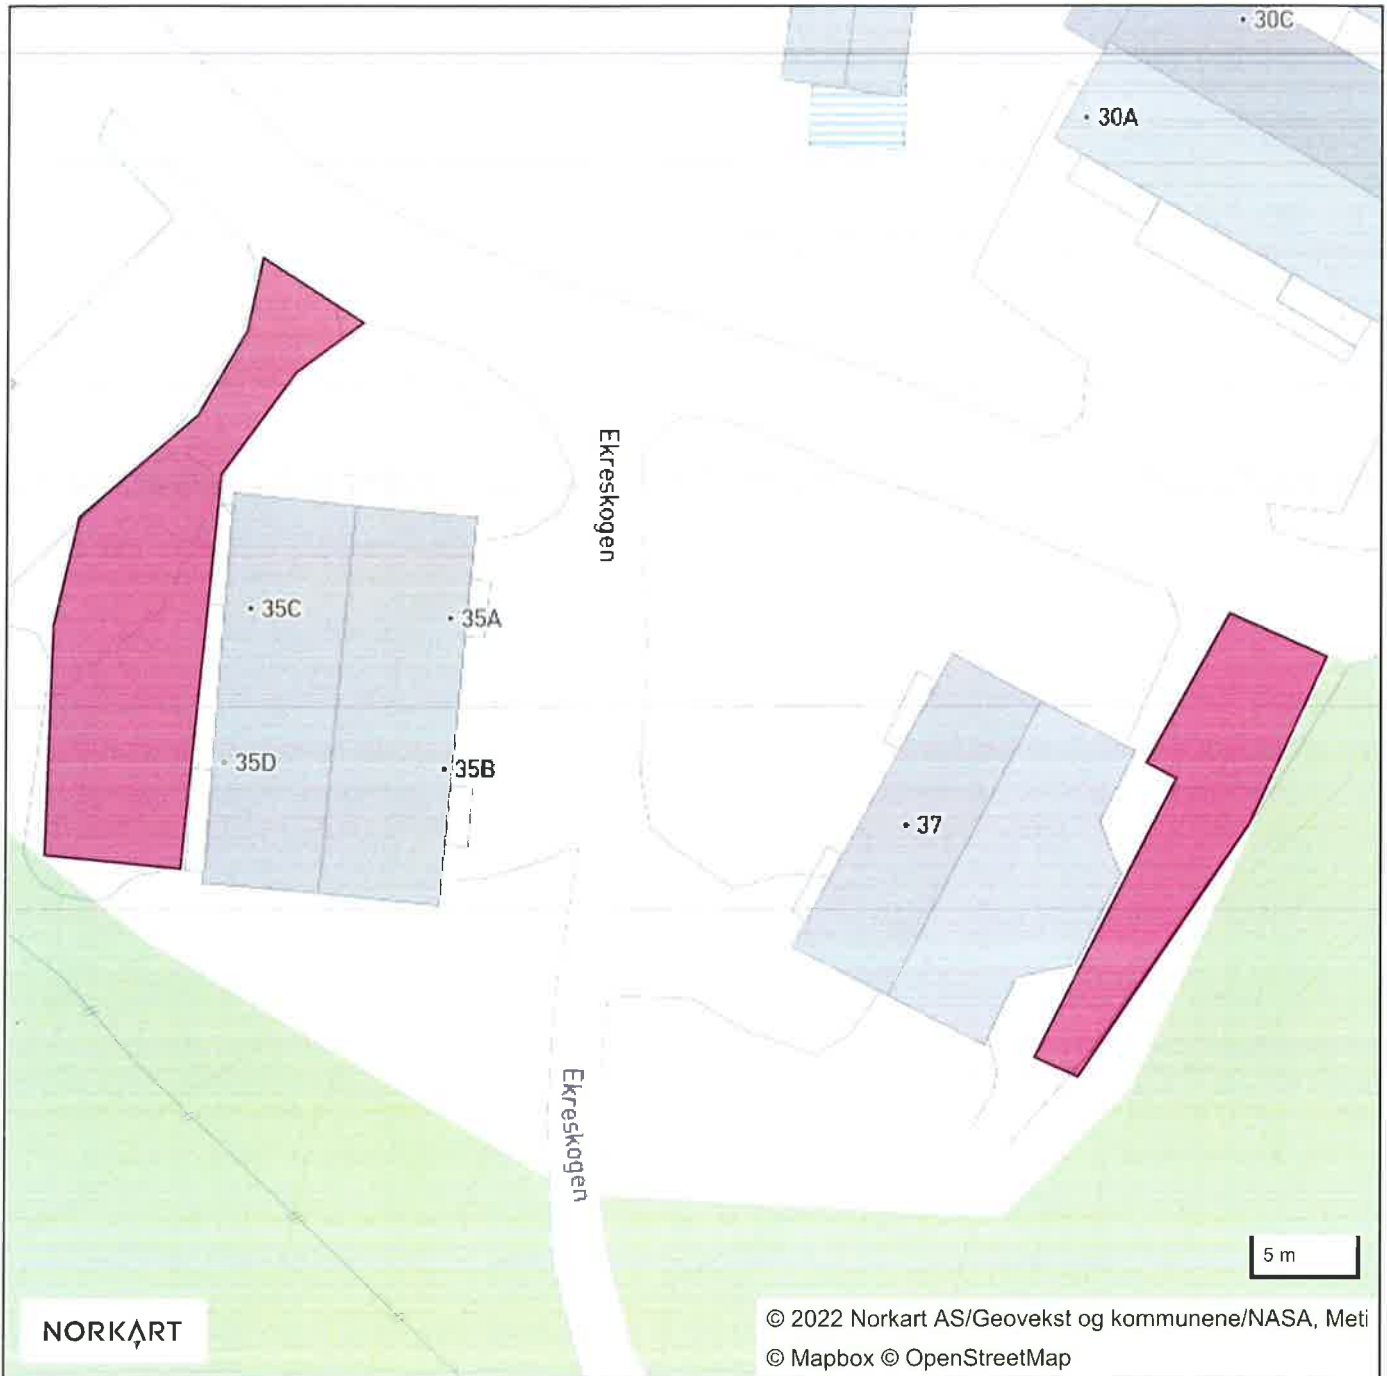 30C
30A
Ekreskogen
35C
35A
35D
35B
37
Ekreskogen
5 m
NORKART
© 2022 Norkart AS/Geovekst og kommunene/NASA, Meti
© Mapbox © OpenStreetMap